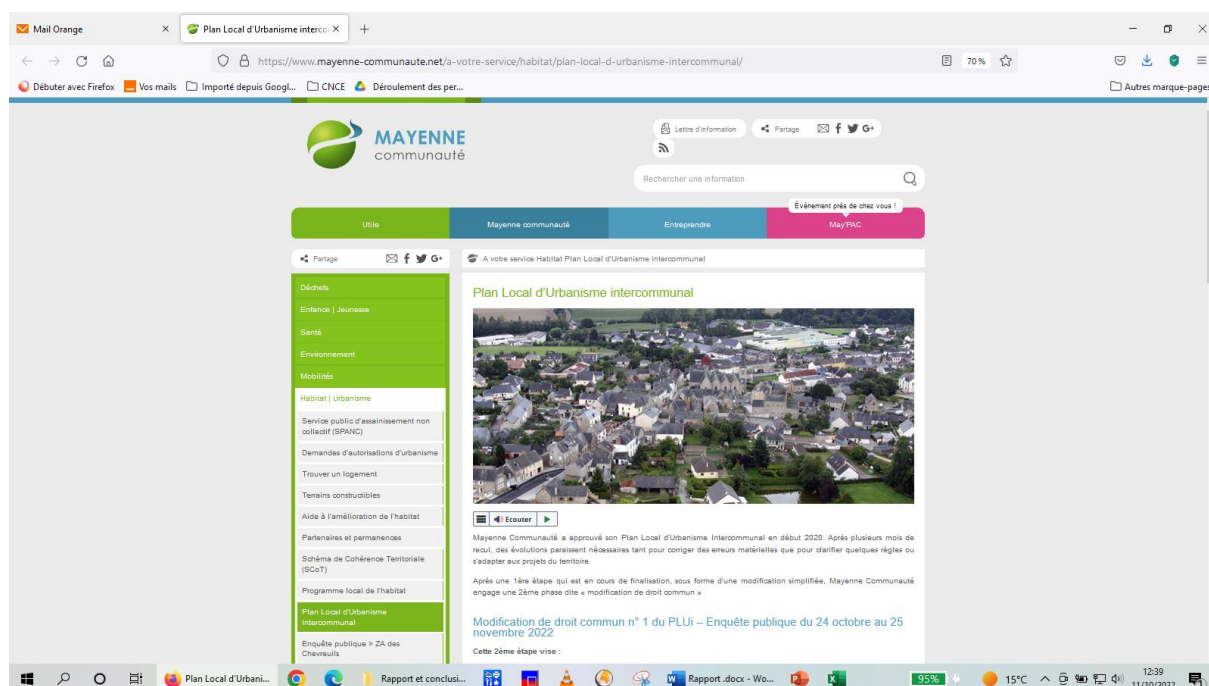 Mail Orange
Plan Local d'Urbanisme interco
https://www.mayenne-communaute.net/a-votre-service/habitat/plan-local-d-urbanisme-intercommunal/
70 %
Débuter avec Firefox Vos mails Importé depuis Googl... CNCE Déroulement des per...
Autres marque-pages
MAYENNE
communauté
Lettre d'information
Partage
Rechercher une information
Évènement près de chez vous !
Utile
Mayenne communauté
Entreprendre
May'PAC
Partage
A votre service Habitat Plan Local d'Urbanisme intercommunal
Déchets
Enfance | Jeunesse
Santé
Environnement
Mobilités
Habitat | Urbanisme
Service public d'assainissement non
collectif (SPANC)
Demandes d'autorisations d'urbanisme
Trouver un logement
Terrains constructibles
Aide à l'amélioration de l'habitat
Partenaires et permanences
Schéma de Cohérence Territoriale
(SCoT)
Programme local de l'habitat
Plan Local d'Urbanisme
Intercommunal
Enquête publique > ZA des
Chevreuils
Plan Local d'Urbanisme intercommunal
Ecouter
Mayenne Communauté a approuvé son Plan Local d'Urbanisme Intercommunal en début 2020. Après plusieurs mois de
recul, des évolutions paraissent nécessaires tant pour corriger des erreurs matérielles que pour clarifier quelques règles ou
s'adapter aux projets du territoire.
Après une 1ère étape qui est en cours de finalisation, sous forme d'une modification simplifiée, Mayenne Communauté
engage une 2ème phase dite « modification de droit commun »
Modification de droit commun n° 1 du PLUi – Enquête publique du 24 octobre au 25
novembre 2022
Cette 2ème étape vise :
Plan Local d'Urbani...
Rapport et conclusi...
Rapport .docx - Wo...
95%
15°C
12:39
11/10/2022